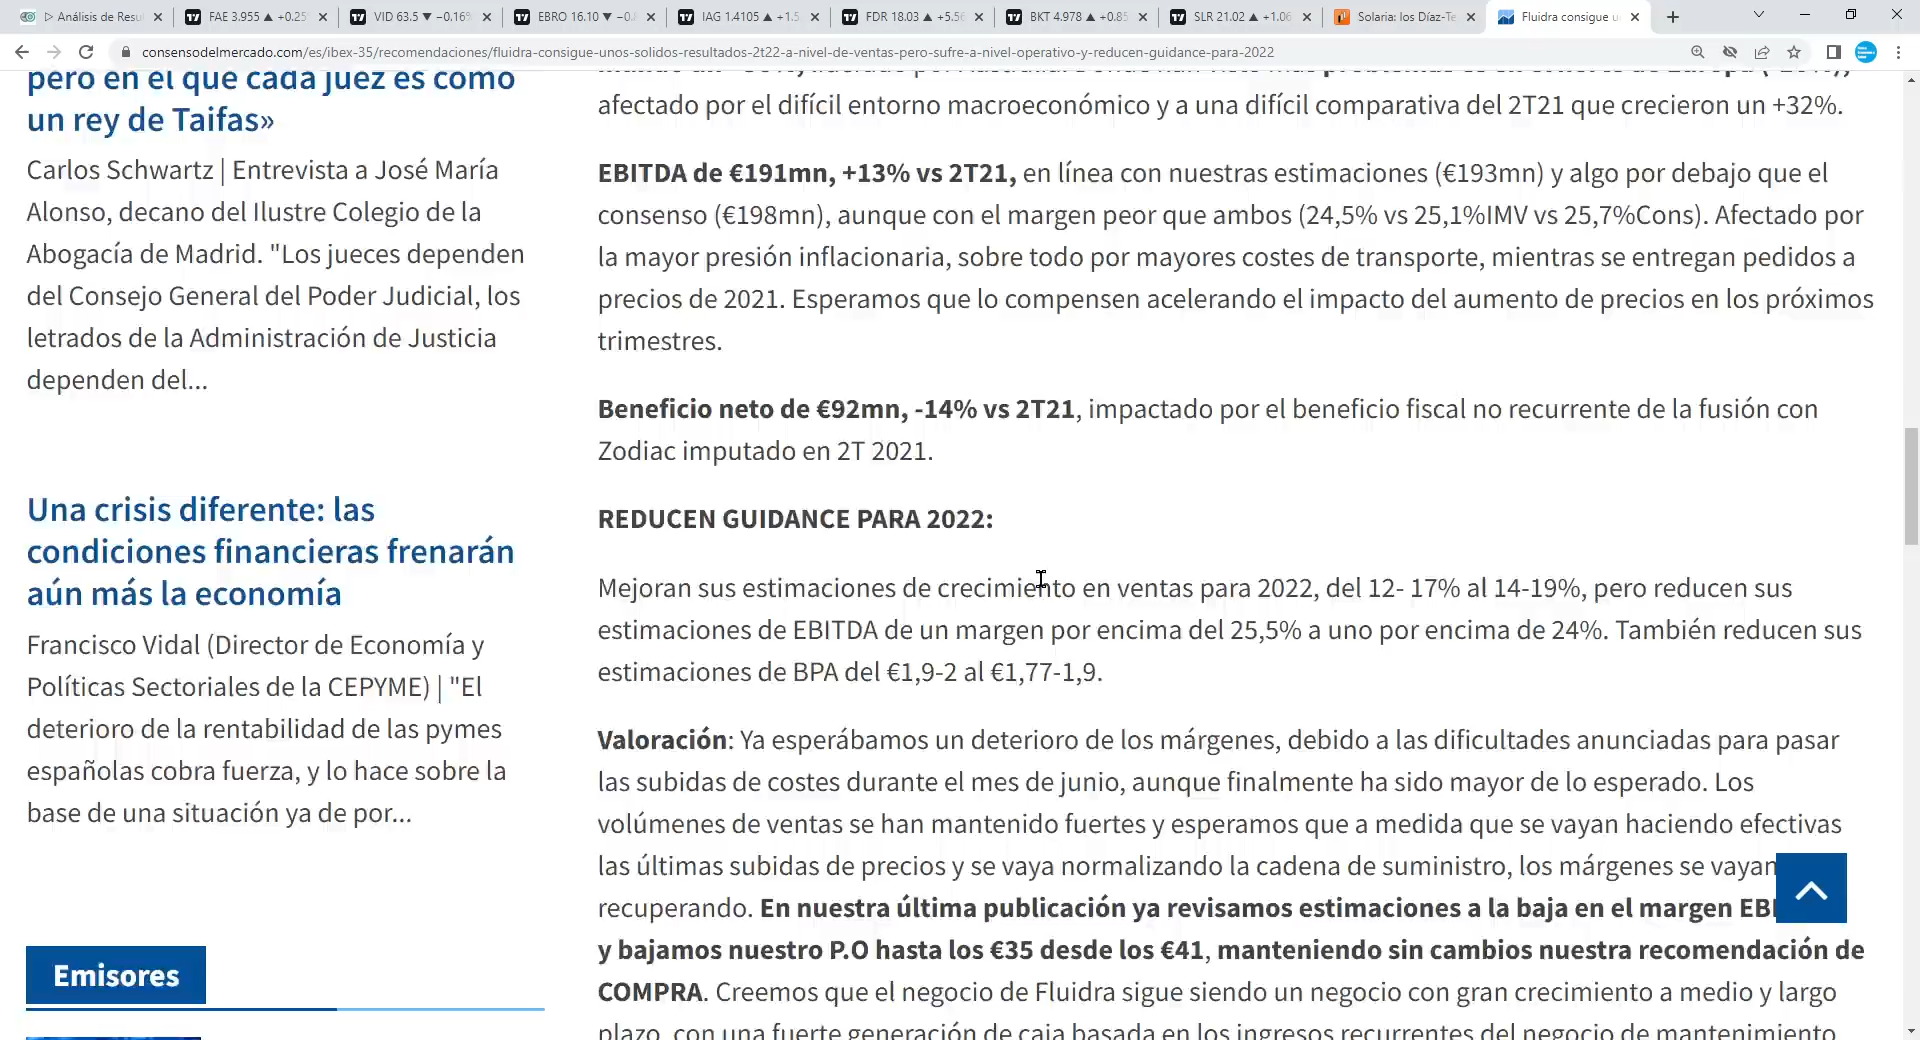 ▷ Análisis de Resul
FAE 3.955 ▲ +0.25
VID 63.5 ▼ −0.16%
EBRO 16.10 ▼ −0.
IAG 1.4105 ▲ +1.5
FDR 18.03 ▲ +5.56
BKT 4.978 ▲ +0.85
SLR 21.02 ▲ +1.06
Solaria: los Díaz-Te
Fluidra consigue u
consensodelmercado.com/es/ibex-35/recomendaciones/fluidra-consigue-unos-solidos-resultados-2t22-a-nivel-de-ventas-pero-sufre-a-nivel-operativo-y-reducen-guidance-para-2022
pero en el que cada juez es como
un rey de Taifas»
Carlos Schwartz | Entrevista a José María
Alonso, decano del Ilustre Colegio de la
Abogacía de Madrid. "Los jueces dependen
del Consejo General del Poder Judicial, los
letrados de la Administración de Justicia
dependen del...
Una crisis diferente: las
condiciones financieras frenarán
aún más la economía
Francisco Vidal (Director de Economía y
Políticas Sectoriales de la CEPYME) | "El
deterioro de la rentabilidad de las pymes
españolas cobra fuerza, y lo hace sobre la
base de una situación ya de por...
Emisores
afectado por el difícil entorno macroeconómico y a una difícil comparativa del 2T21 que crecieron un +32%.
EBITDA de €191mn, +13% vs 2T21, en línea con nuestras estimaciones (€193mn) y algo por debajo que el
consenso (€198mn), aunque con el margen peor que ambos (24,5% vs 25,1%IMV vs 25,7%Cons). Afectado por
la mayor presión inflacionaria, sobre todo por mayores costes de transporte, mientras se entregan pedidos a
precios de 2021. Esperamos que lo compensen acelerando el impacto del aumento de precios en los próximos
trimestres.
Beneficio neto de €92mn, -14% vs 2T21, impactado por el beneficio fiscal no recurrente de la fusión con
Zodiac imputado en 2T 2021.
REDUCEN GUIDANCE PARA 2022:
Mejoran sus estimaciones de crecimiento en ventas para 2022, del 12- 17% al 14-19%, pero reducen sus
estimaciones de EBITDA de un margen por encima del 25,5% a uno por encima de 24%. También reducen sus
estimaciones de BPA del €1,9-2 al €1,77-1,9.
Valoración: Ya esperábamos un deterioro de los márgenes, debido a las dificultades anunciadas para pasar
las subidas de costes durante el mes de junio, aunque finalmente ha sido mayor de lo esperado. Los
volúmenes de ventas se han mantenido fuertes y esperamos que a medida que se vayan haciendo efectivas
las últimas subidas de precios y se vaya normalizando la cadena de suministro, los márgenes se vayan
recuperando. En nuestra última publicación ya revisamos estimaciones a la baja en el margen EB
y bajamos nuestro P.O hasta los €35 desde los €41, manteniendo sin cambios nuestra recomendación de
COMPRA. Creemos que el negocio de Fluidra sigue siendo un negocio con gran crecimiento a medio y largo
plazo, con una fuerte generación de caja basada en los ingresos recurrentes del negocio de mantenimiento